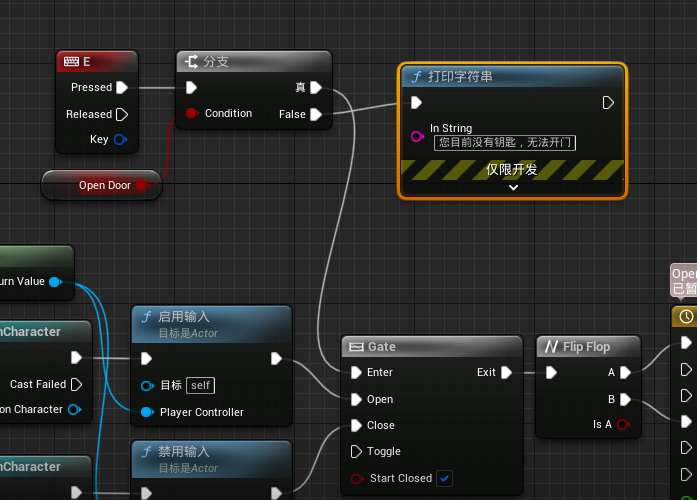 E
Pressed
Released
Key
Open Door
分支
真
Condition
False
打印字符串
In String
您目前没有钥匙，无法开门
仅限开发
urn Value
nCharacter
Cast Failed
on Character
nCharacter
启用输入
目标是Actor
目标 self
Player Controller
禁用输入
目标是Actor
Gate
Enter
Exit
Open
Close
Toggle
Start Closed
Flip Flop
A
B
Is A
Oper
已暂